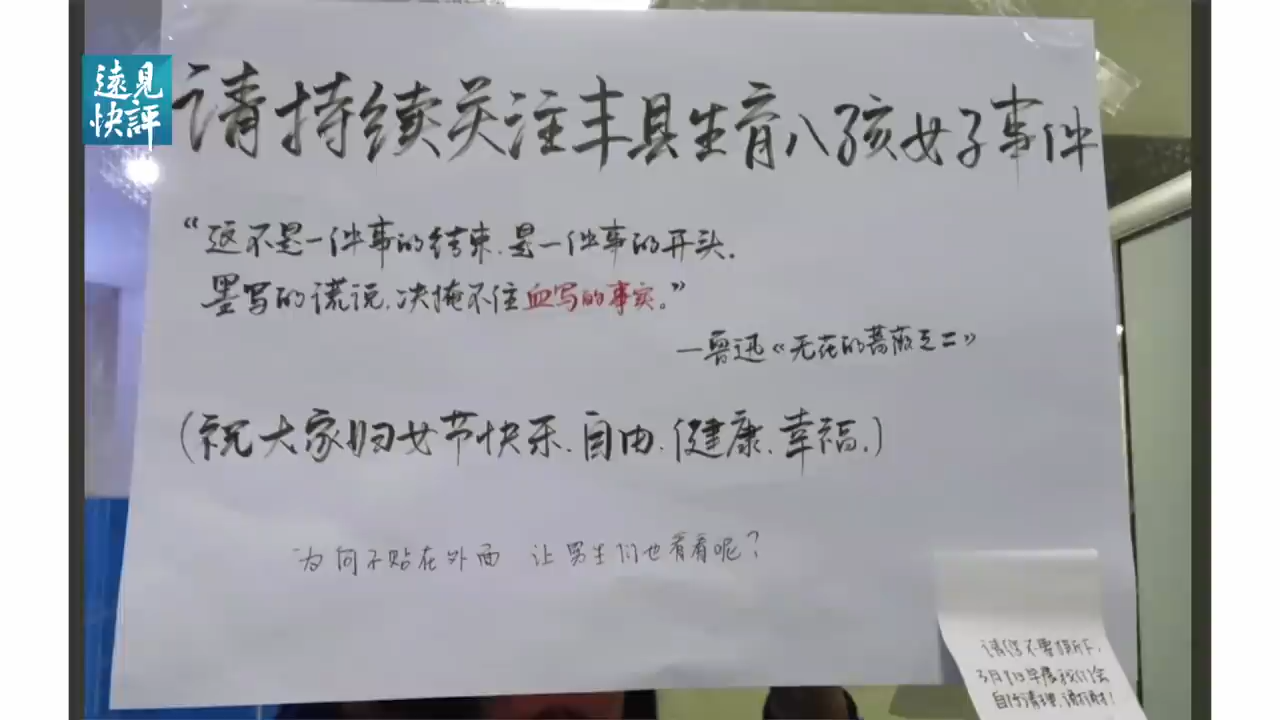 遠見
快評
请持续关注丰县生育八孩女子事件
“这不是一件事的结束,是一件事的开头.
墨写的谎说,决掩不住血写的事实。”
—鲁迅《无花的蔷薇之二》
(祝大家妇女节快乐.自由.健康.幸福.)
为何不贴在外面 让男生们也看看呢?
请您不要撕下,
3月9日早晨我们会
自行清理,谢谢!